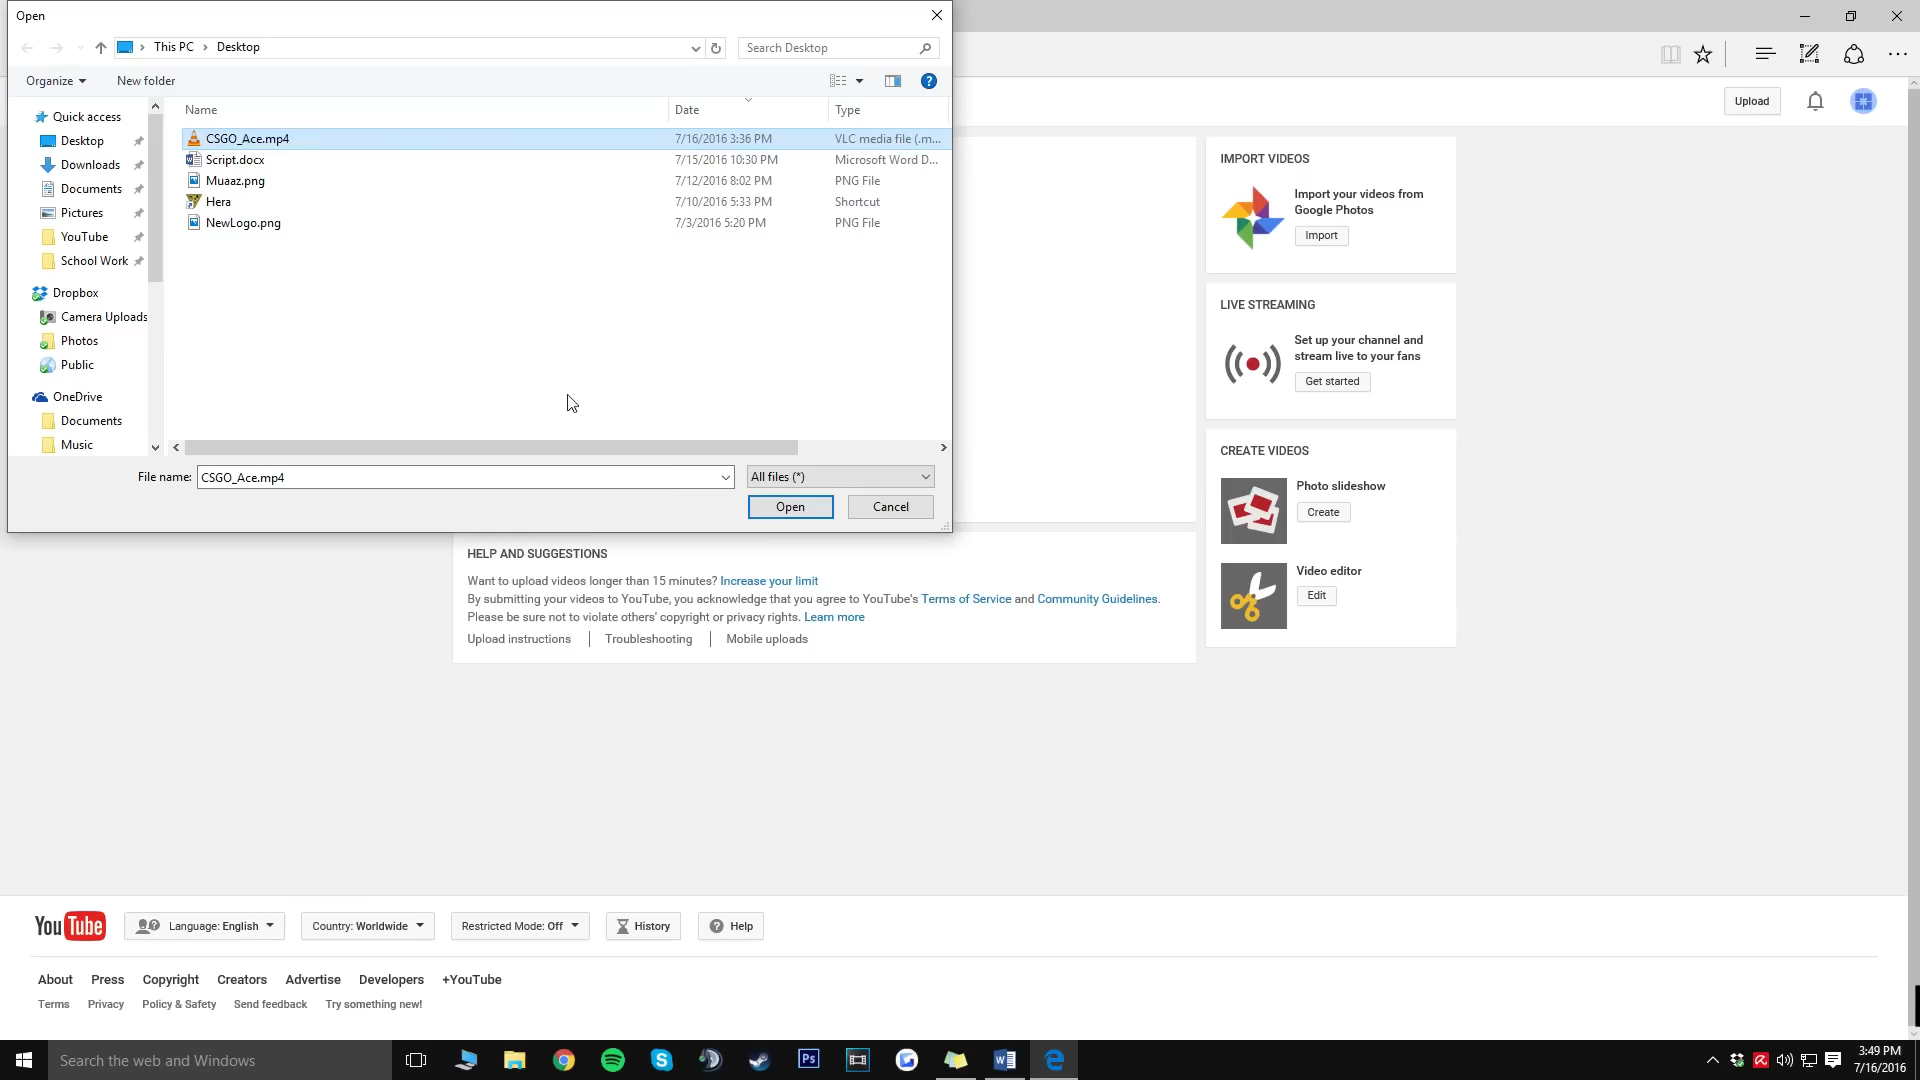 Open
This PC > Desktop
Search Desktop
Organize
New folder
Name
Date
Type
Quick access
Desktop
Downloads
Documents
Pictures
YouTube
School Work
Dropbox
Camera Uploads
Photos
Public
OneDrive
Documents
Music
CSGO_Ace.mp4 7/16/2016 3:36 PM VLC media file (.m...
Script.docx 7/15/2016 10:30 PM Microsoft Word D...
Muaaz.png 7/12/2016 8:02 PM PNG File
Hera 7/10/2016 5:33 PM Shortcut
NewLogo.png 7/3/2016 5:20 PM PNG File
File name: CSGO_Ace.mp4
All files (*)
Open
Cancel
Upload
IMPORT VIDEOS
Import your videos from
Google Photos
Import
LIVE STREAMING
Set up your channel and
stream live to your fans
Get started
CREATE VIDEOS
Photo slideshow
Create
Video editor
Edit
HELP AND SUGGESTIONS
Want to upload videos longer than 15 minutes? Increase your limit
By submitting your videos to YouTube, you acknowledge that you agree to YouTube's Terms of Service and Community Guidelines.
Please be sure not to violate others' copyright or privacy rights. Learn more
Upload instructions | Troubleshooting | Mobile uploads
YouTube
Language: English
Country: Worldwide
Restricted Mode: Off
History
Help
About Press Copyright Creators Advertise Developers +YouTube
Terms Privacy Policy & Safety Send feedback Try something new!
Search the web and Windows
Ps
3:49 PM
7/16/2016